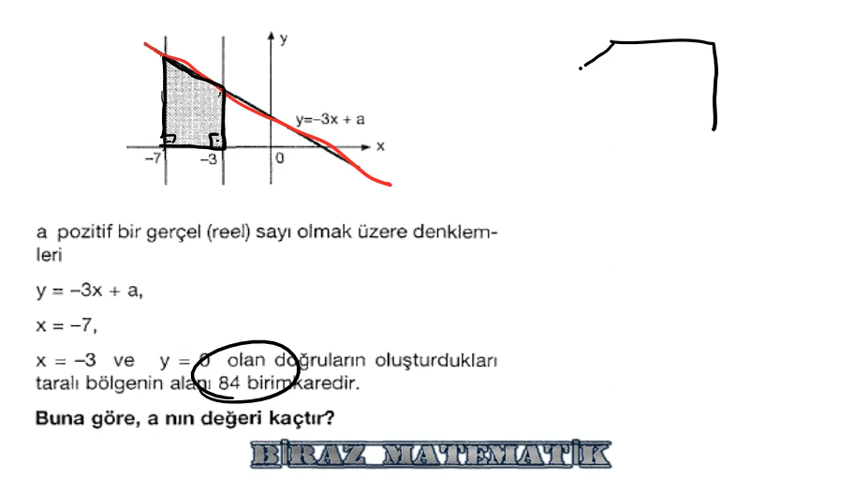 y
y=–3x + a
x
–7
–3
0
a pozitif bir gerçel (reel) sayı olmak üzere denklem-
leri
y = –3x + a,
x = –7,
x = –3 ve y = 0 olan doğruların oluşturdukları
taralı bölgenin alanı 84 birimkaredir.
Buna göre, a nın değeri kaçtır?
BİRAZ MATEMATİK